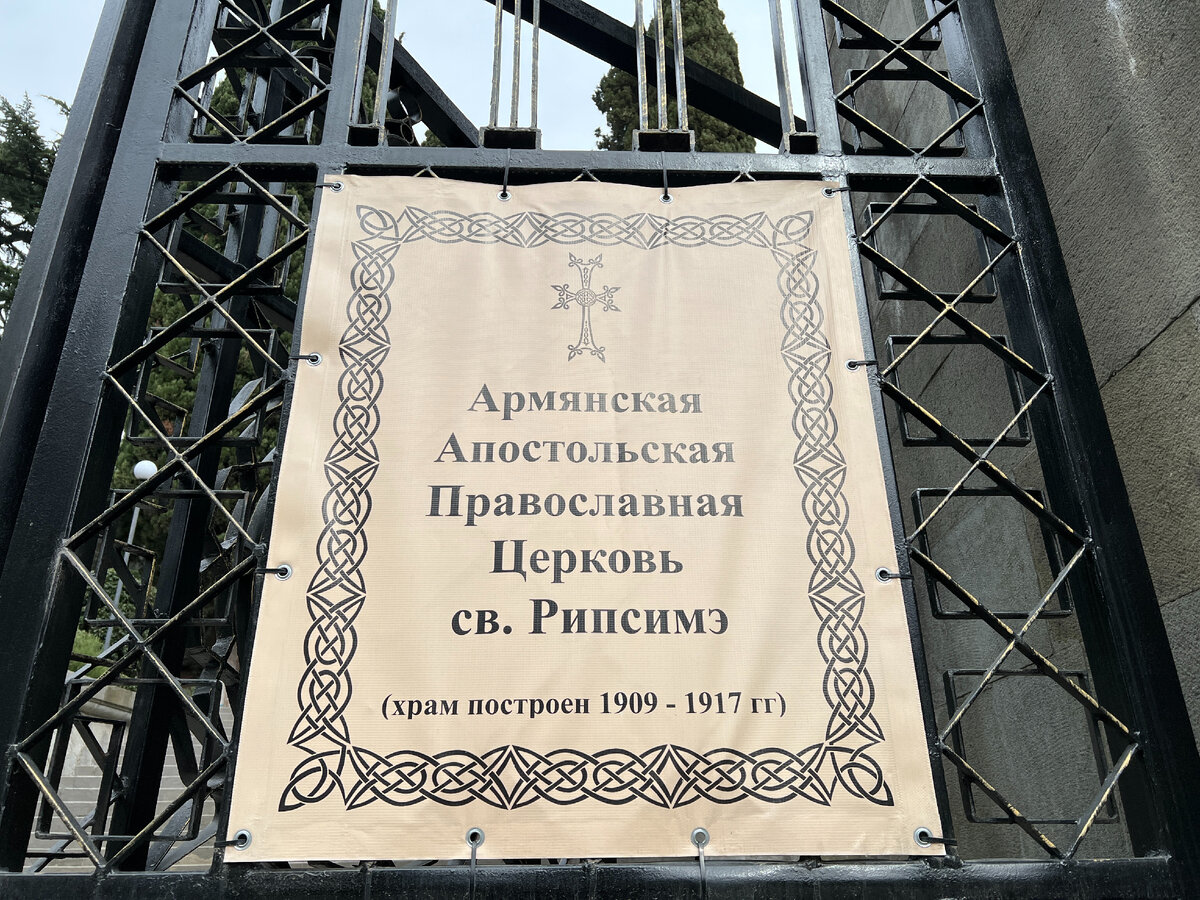 Армянская
Апостольская
Православная
Церковь
св. Рипсимэ
(храм построен 1909 - 1917 гг)